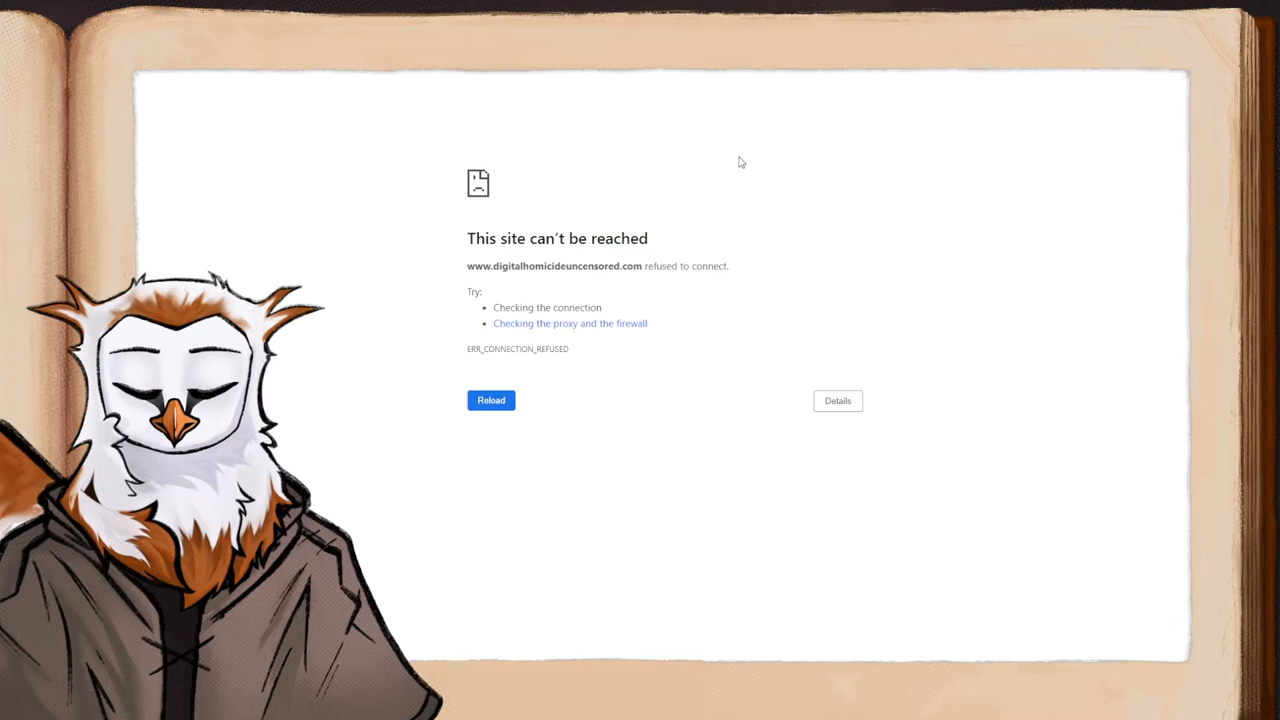 This site can't be reached
www.digitalhomicideuncensored.com refused to connect.
Try:
Checking the connection
Checking the proxy and the firewall
ERR_CONNECTION_REFUSED
Reload
Details